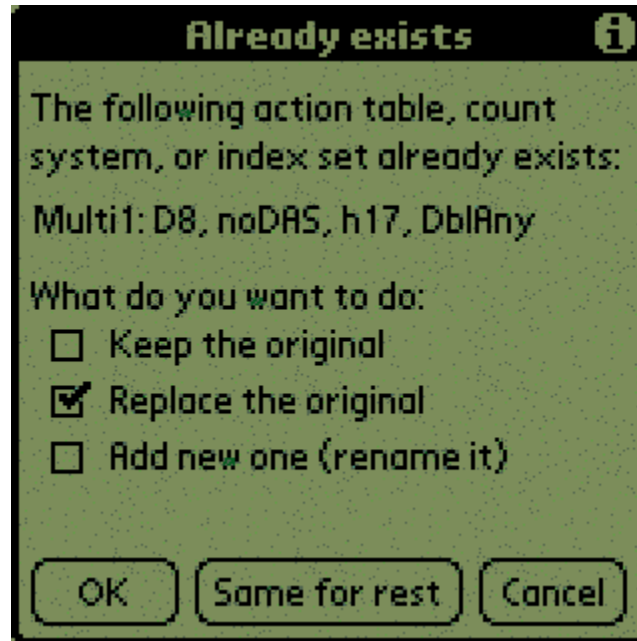 Already exists
The following action table, count
system, or index set already exists:
Multi1: D8, noDAS, h17, DblAny
What do you want to do:
Keep the original
Replace the original
Add new one (rename it)
OK Same for rest Cancel